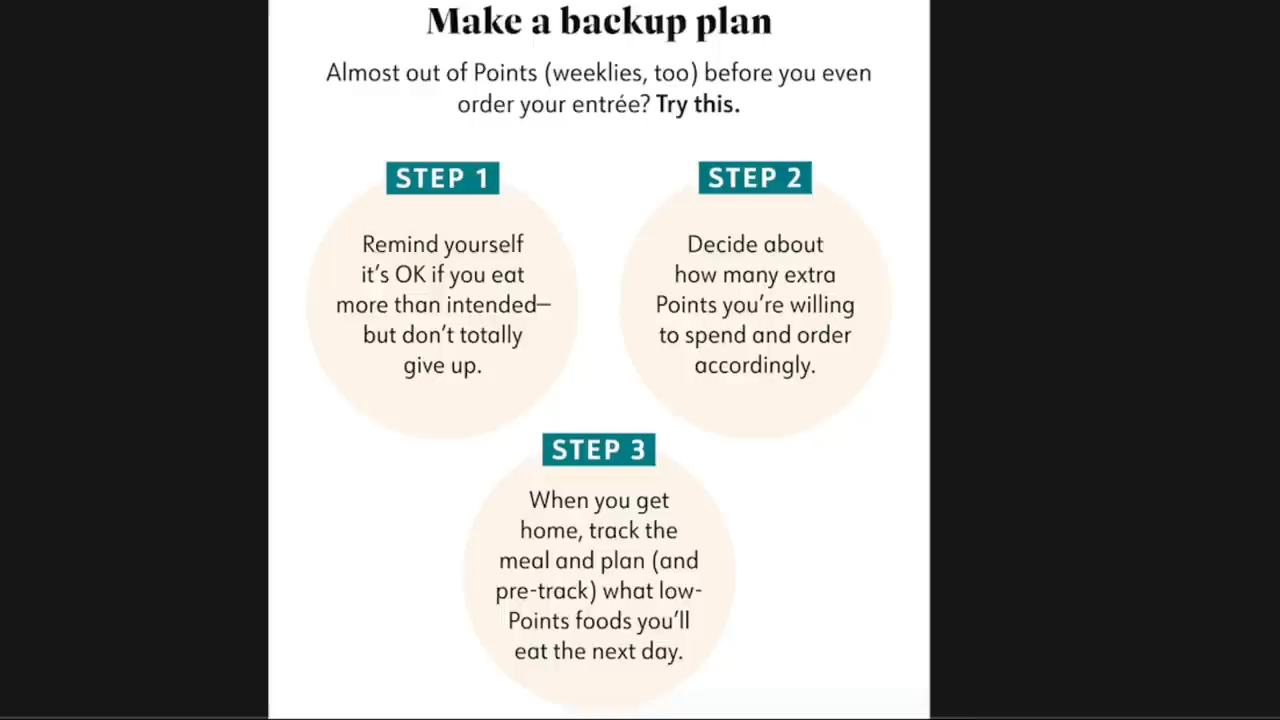 Make a backup plan
Almost out of Points (weeklies, too) before you even
order your entrée? Try this.
STEP 1
Remind yourself
it's OK if you eat
more than intended—
but don't totally
give up.
STEP 2
Decide about
how many extra
Points you're willing
to spend and order
accordingly.
STEP 3
When you get
home, track the
meal and plan (and
pre-track) what low-
Points foods you'll
eat the next day.